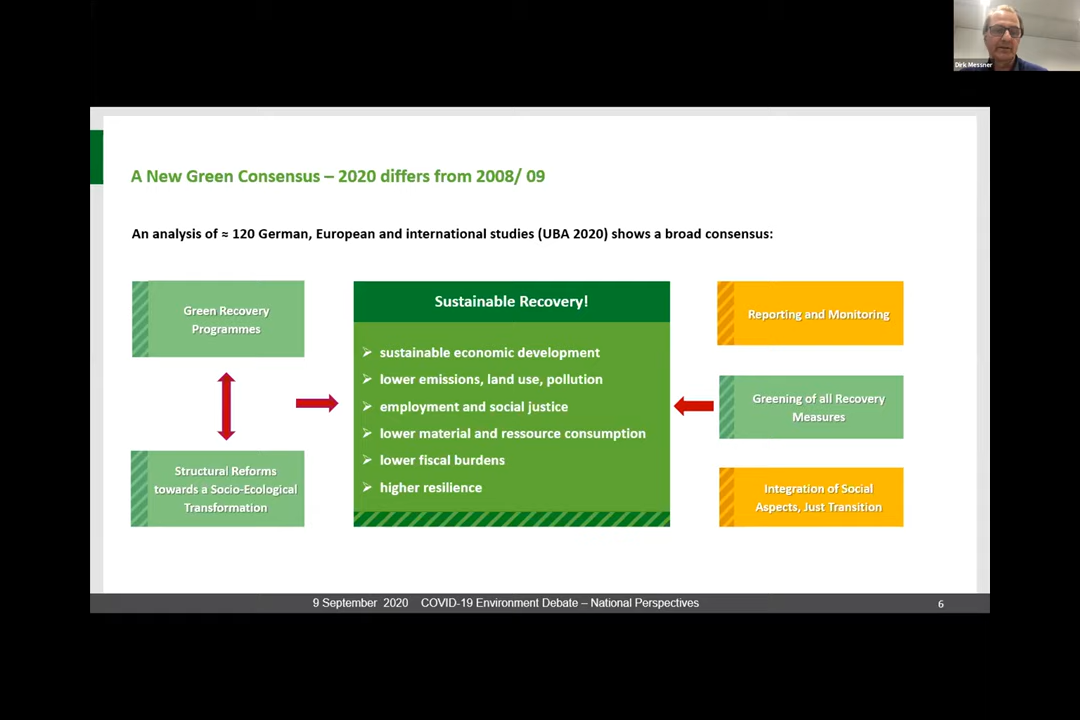 Dirk Messner
A New Green Consensus – 2020 differs from 2008/ 09
An analysis of ≈ 120 German, European and international studies (UBA 2020) shows a broad consensus:
Green Recovery
Programmes
Structural Reforms
towards a Socio-Ecological
Transformation
Sustainable Recovery!
➢ sustainable economic development
➢ lower emissions, land use, pollution
➢ employment and social justice
➢ lower material and ressource consumption
➢ lower fiscal burdens
➢ higher resilience
Reporting and Monitoring
Greening of all Recovery
Measures
Integration of Social
Aspects, Just Transition
9 September 2020 COVID-19 Environment Debate – National Perspectives
6